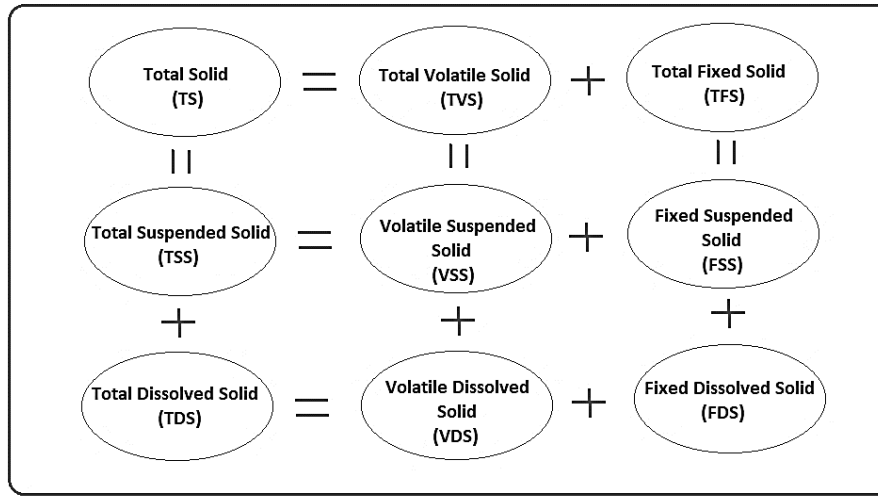 Total Solid
(TS)
=
Total Volatile Solid
(TVS)
+
Total Fixed Solid
(TFS)
=
=
=
Total Suspended Solid
(TSS)
=
Volatile Suspended
Solid
(VSS)
+
Fixed Suspended
Solid
(FSS)
+
+
+
Total Dissolved Solid
(TDS)
=
Volatile Dissolved
Solid
(VDS)
+
Fixed Dissolved Solid
(FDS)